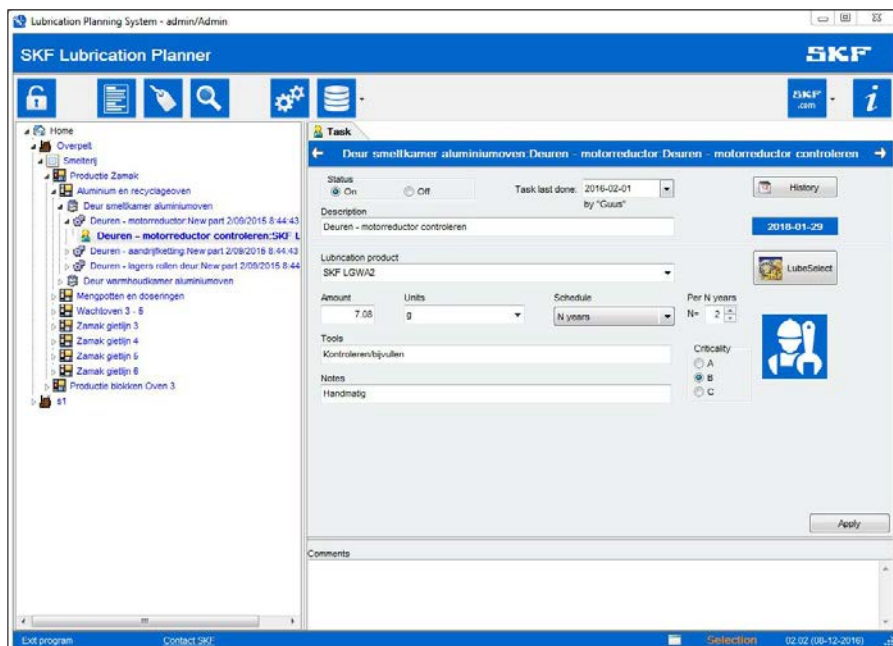 Lubrication Planning System - admin/Admin
SKF Lubrication Planner
SKF
SKF
.com
i
Home
Overpelt
Smelterij
Productie Zamak
Aluminium en recyclageoven
Deur smeltkamer aluminiumoven
Deuren - motorreductor:New part 2/09/2015 8:44:43
Deuren - motorreductor controleren:SKF L
Deuren - aandrijfketting:New part 2/09/2015 8:44:43
Deuren - lagers rollen deur:New part 2/09/2015 8:44
Deur warmhoudkamer aluminiumoven
Mengpotten en doseringen
Wachtoven 3 - 5
Zamak gietlijn 3
Zamak gietlijn 4
Zamak gietlijn 5
Zamak gietlijn 6
Productie blokken Oven 3
s1
Task
Deur smeltkamer aluminiumoven:Deuren - motorreductor:Deuren - motorreductor controleren
Status
On Off
Task last done: 2016-02-01
by "Guus"
History
Description
Deuren - motorreductor controleren
2018-01-29
Lubrication product
SKF LGWA2
LubeSelect
Amount Units Schedule Per N years
7.08 g N years N= 2
Tools
Kontroleren/bijvullen
Criticality
A
B
C
Notes
Handmatig
Apply
Comments
Exit program Contact SKF Selection 02.02 (08-12-2016)